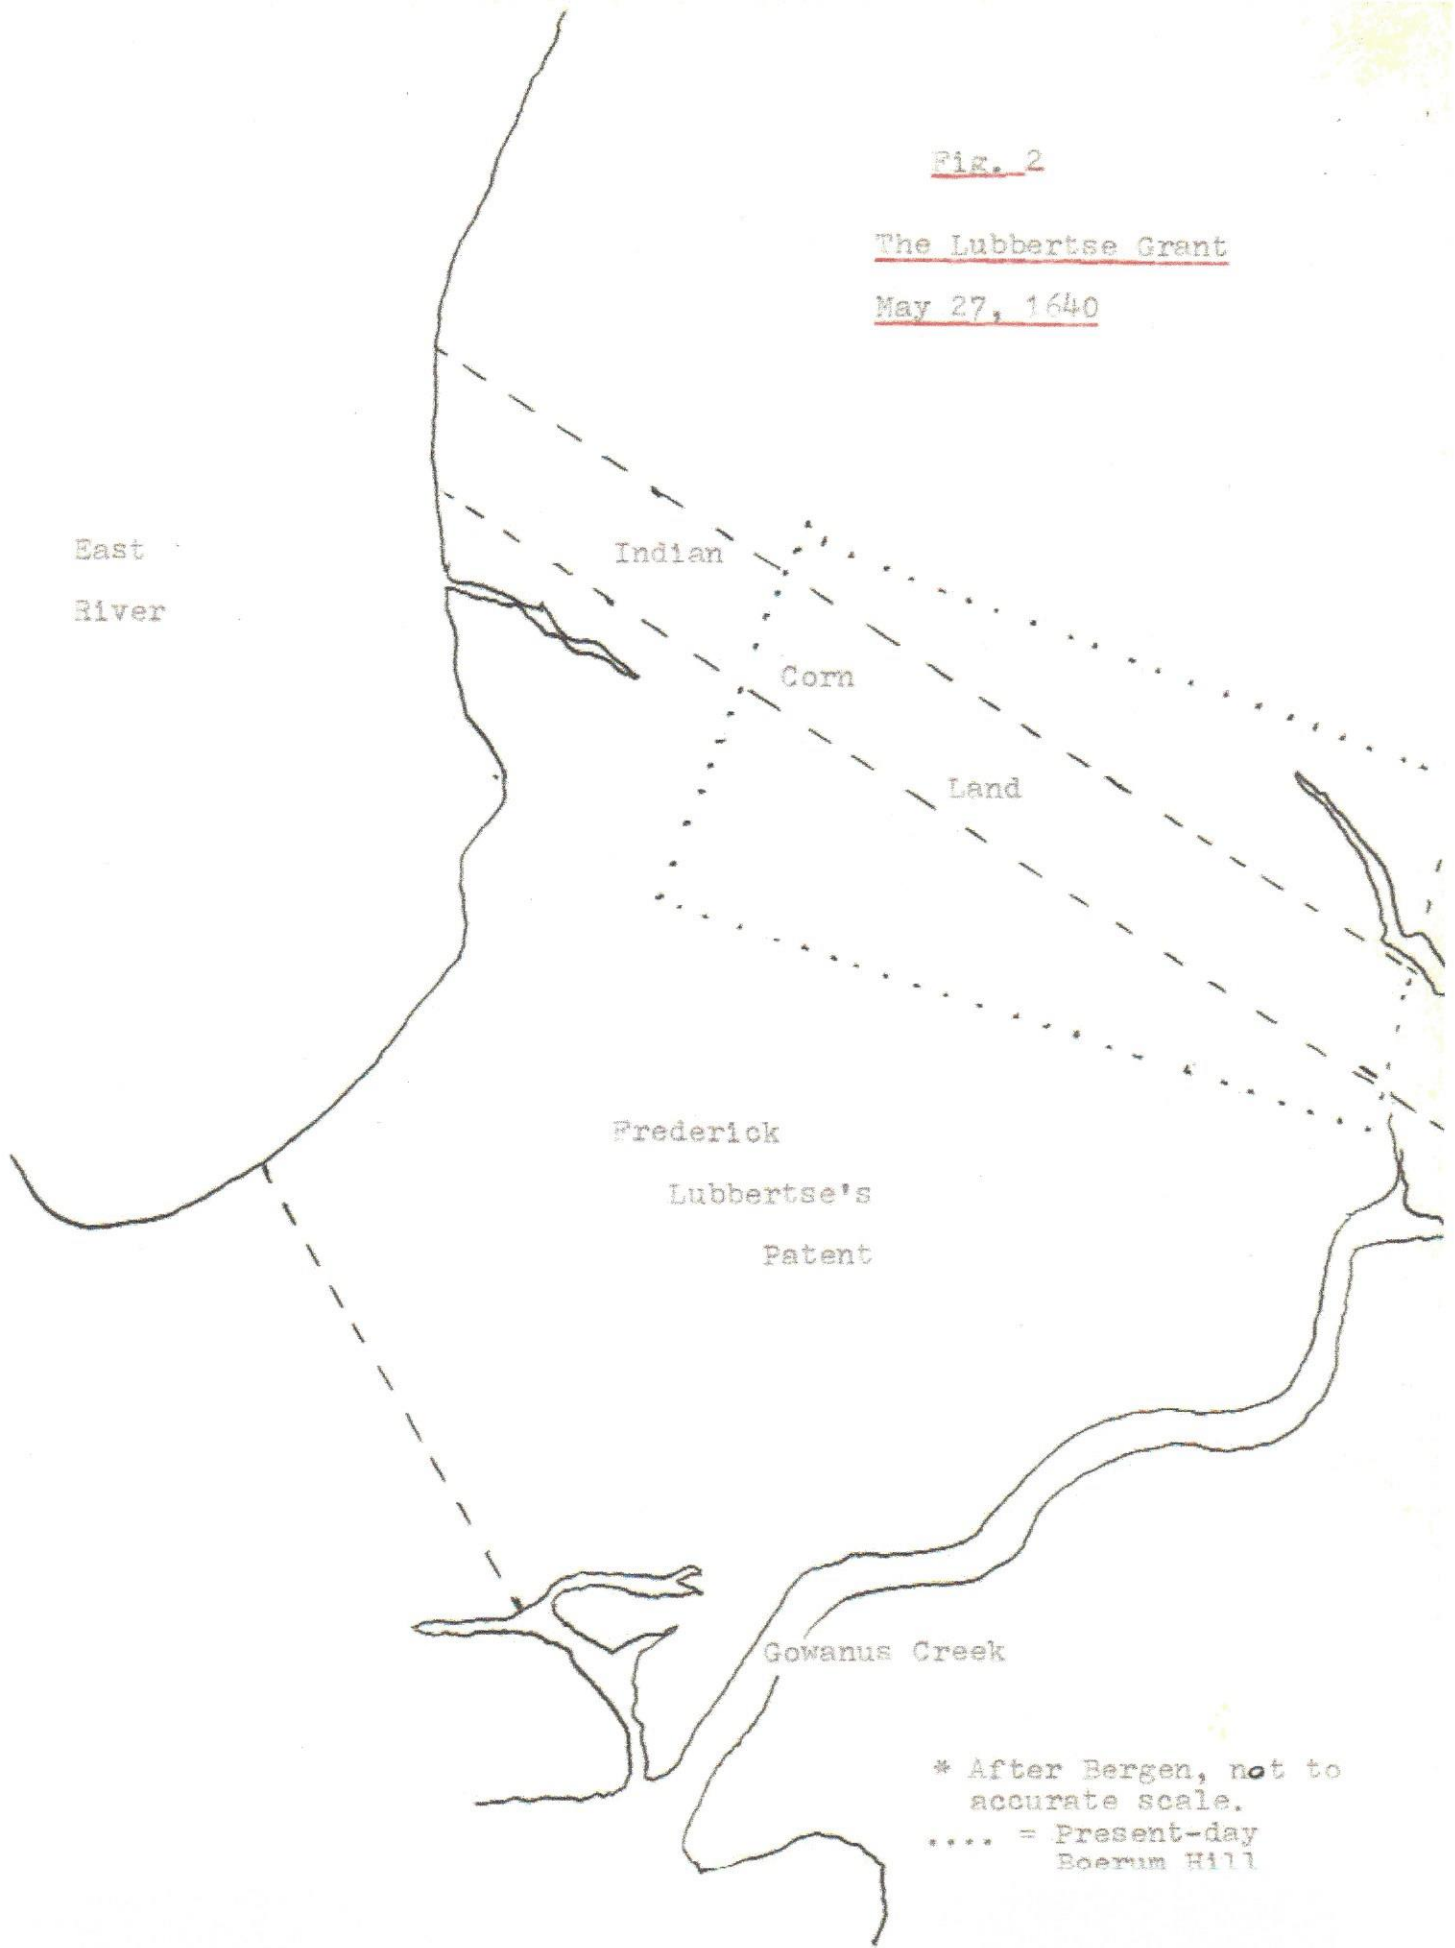 Fig. 2
The Lubbertse Grant
May 27, 1640
East
River
Indian
Corn
Land
Frederick
Lubbertse's
Patent
Gowanus Creek
* After Bergen, not to
accurate scale.
.... = Present-day
Boerum Hill